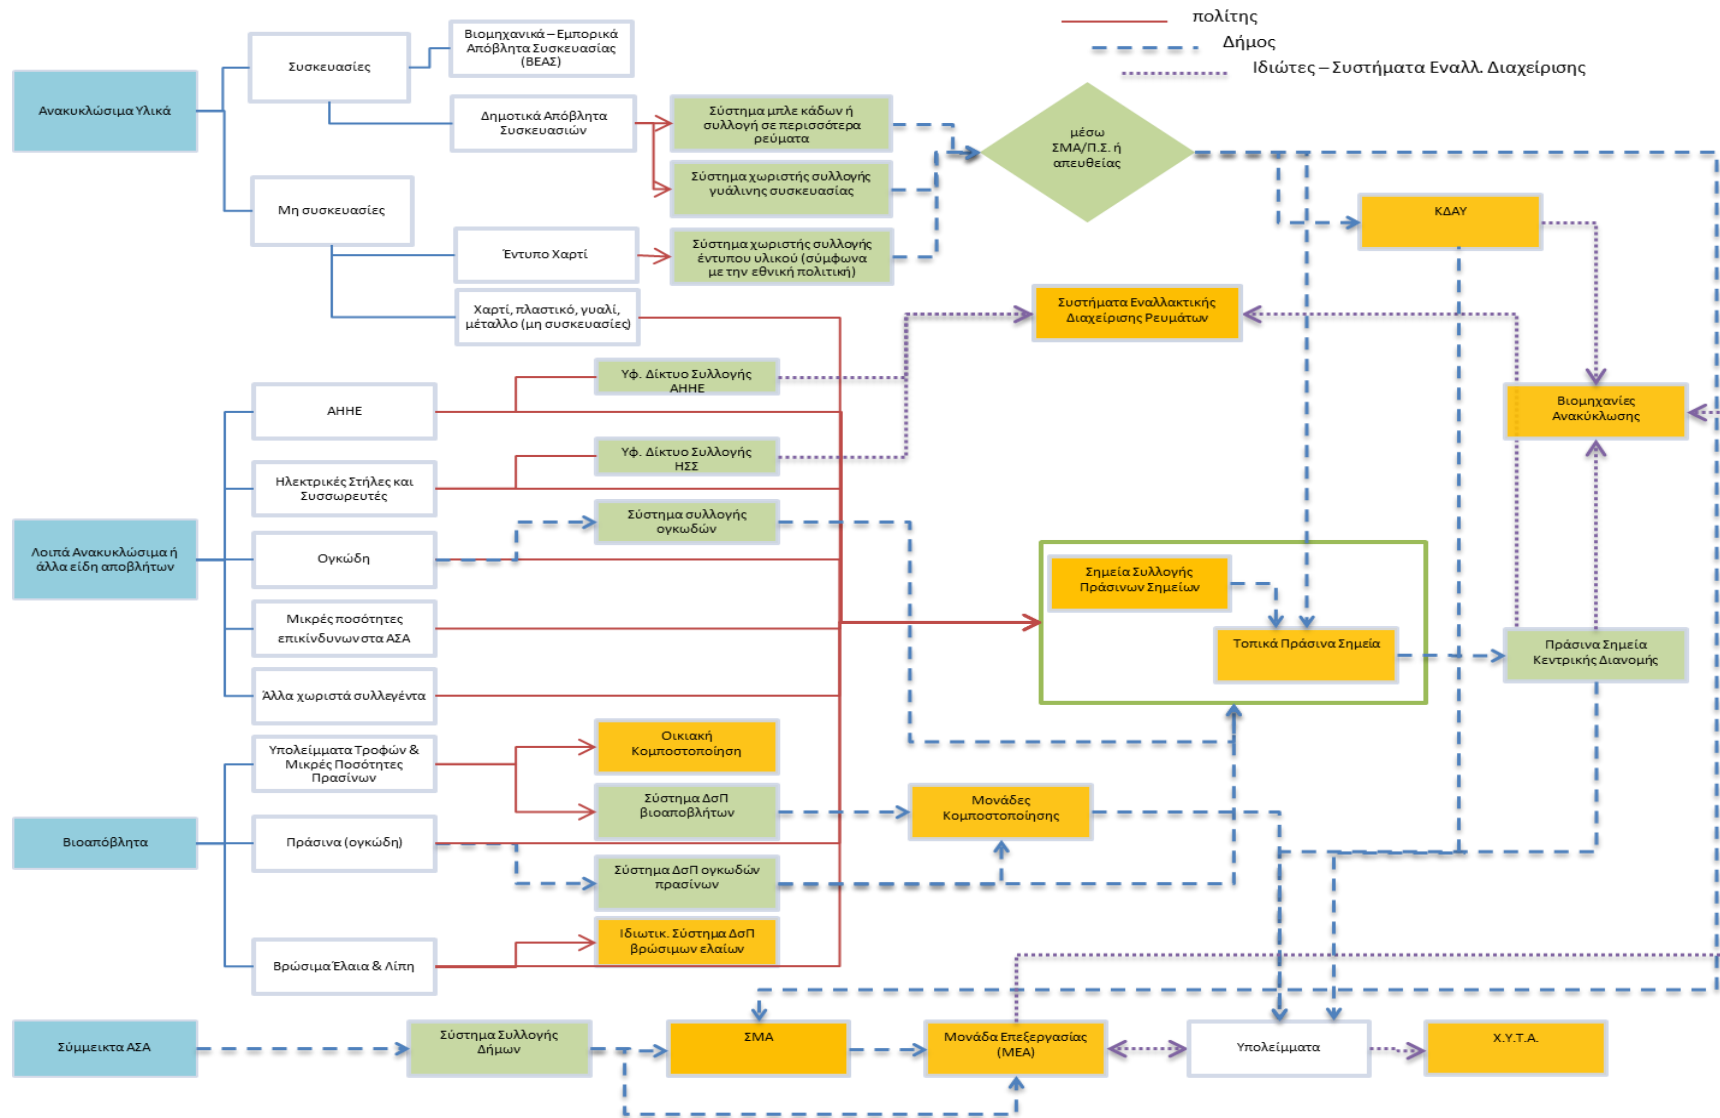 πολίτης
Δήμος
Ιδιώτες – Συστήματα Εναλλ. Διαχείρισης
Ανακυκλώσιμα Υλικά
Συσκευασίες
Βιομηχανικά – Εμπορικά
Απόβλητα Συσκευασίας
(ΒΕΑΣ)
Δημοτικά Απόβλητα
Συσκευασιών
Σύστημα μπλε κάδων ή
συλλογή σε περισσότερα
ρεύματα
μέσω
ΣΜΑ/Π.Σ. ή
απευθείας
Σύστημα χωριστής συλλογής
γυάλινης συσκευασίας
Μη συσκευασίες
ΚΔΑΥ
Έντυπο Χαρτί
Σύστημα χωριστής συλλογής
έντυπου υλικού (σύμφωνα
με την εθνική πολιτική)
Χαρτί, πλαστικό, γυαλί,
μέταλλο (μη συσκευασίες)
Συστήματα Εναλλακτικής
Διαχείρισης Ρευμάτων
Υφ. Δίκτυο Συλλογής
ΑΗΗΕ
ΑΗΗΕ
Βιομηχανίες
Ανακύκλωσης
Υφ. Δίκτυο Συλλογής
ΗΣΣ
Ηλεκτρικές Στήλες και
Συσσωρευτές
Σύστημα συλλογής
ογκωδών
Λοιπά Ανακυκλώσιμα ή
άλλα είδη αποβλήτων
Ογκώδη
Σημεία Συλλογής
Πράσινων Σημείων
Μικρές ποσότητες
επικίνδυνων στα ΑΣΑ
Τοπικά Πράσινα Σημεία
Πράσινα Σημεία
Κεντρικής Διανομής
Άλλα χωριστά συλλεγέντα
Υπολείμματα Τροφών &
Μικρές Ποσότητες
Πρασίνων
Οικιακή
Κομποστοποίηση
Σύστημα ΔσΠ
βιοαποβλήτων
Μονάδες
Κομποστοποίησης
Βιοαπόβλητα
Πράσινα (ογκώδη)
Σύστημα ΔσΠ ογκωδών
πρασίνων
Ιδιωτικ. Σύστημα ΔσΠ
βρώσιμων ελαίων
Βρώσιμα Έλαια & Λίπη
Σύμμεικτα ΑΣΑ
Σύστημα Συλλογής
Δήμων
ΣΜΑ
Μονάδα Επεξεργασίας
(ΜΕΑ)
Υπολείμματα
Χ.Υ.Τ.Α.